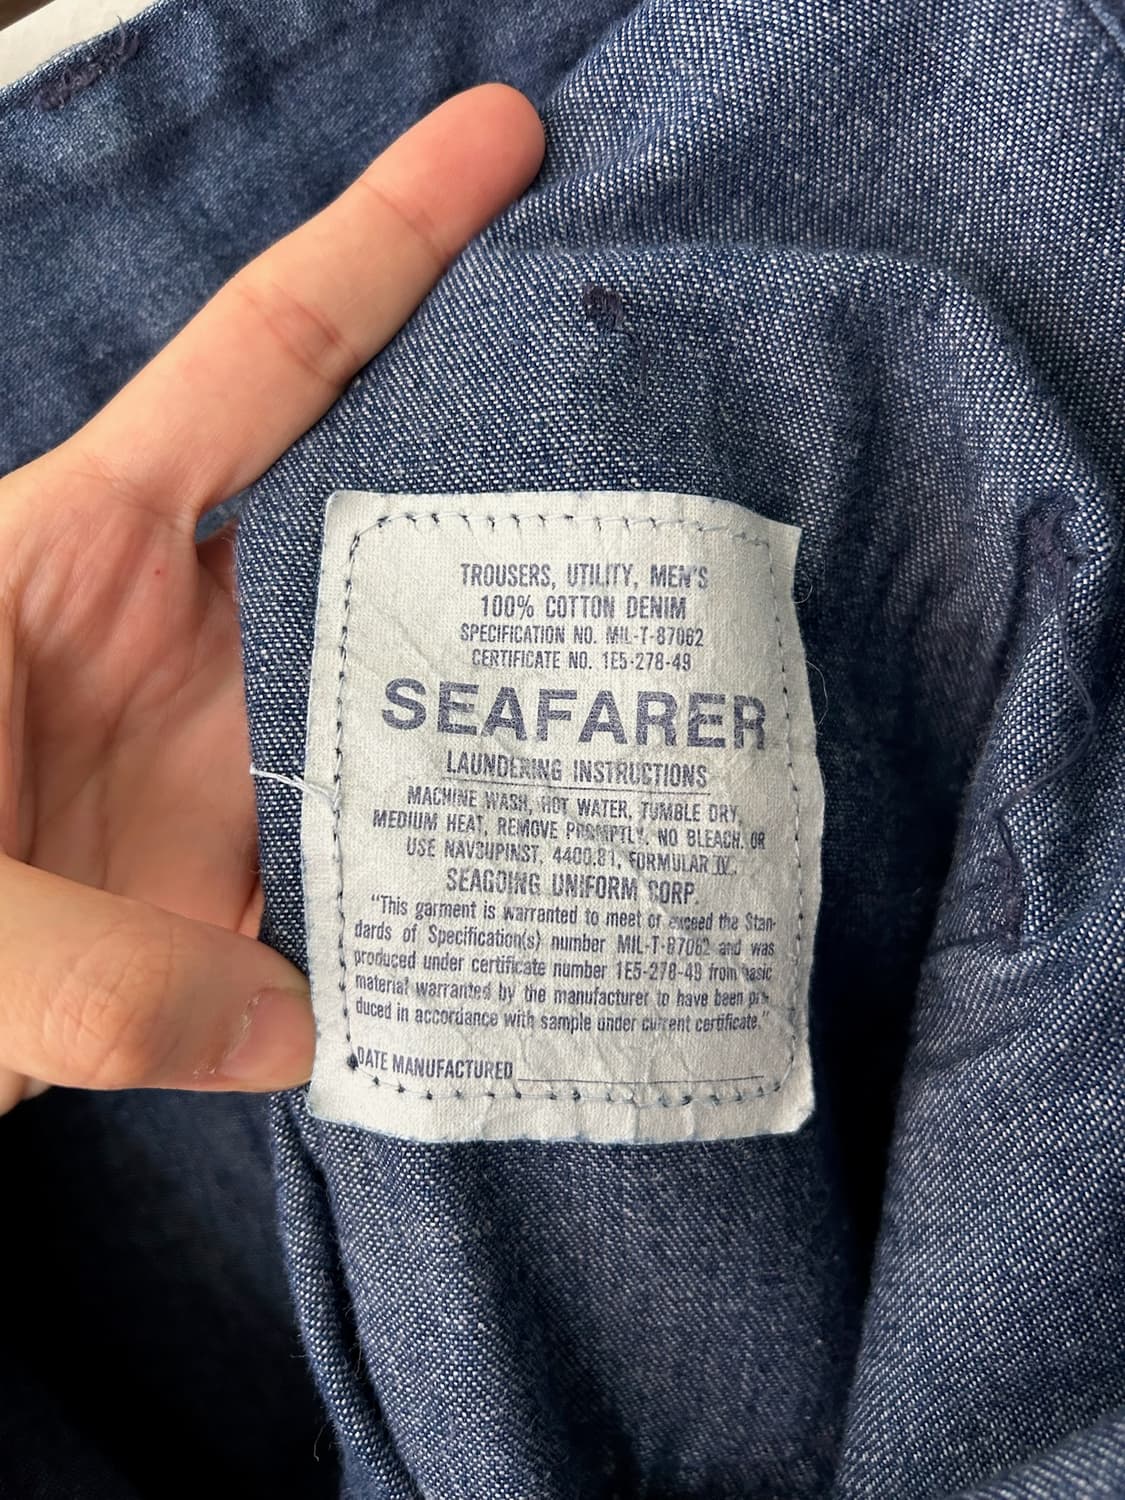 TROUSERS, UTILITY, MEN'S
100% COTTON DENIM
SPECIFICATION NO. MIL-T-87062
CERTIFICATE NO. 1E5-278-49
SEAFARER
LAUNDERING INSTRUCTIONS
MACHINE WASH, HOT WATER, TUMBLE DRY,
MEDIUM HEAT, REMOVE PROMPTLY, NO BLEACH, OR
USE NAVSUPINST, 4400.81, FORMULAR IV.
SEAGOING UNIFORM CORP.
"This garment is warranted to meet or exceed the Stan-
dards of Specification(s) number MIL-T-87062 and was
produced under certificate number 1E5-278-49 from basic
material warranted by the manufacturer to have been pro-
duced in accordance with sample under current certificate."
DATE MANUFACTURED